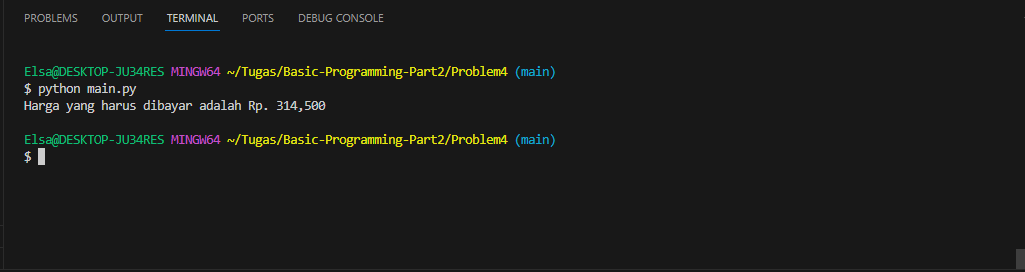 PROBLEMS OUTPUT TERMINAL PORTS DEBUG CONSOLE
Elsa@DESKTOP-JU34RES MINGW64 ~/Tugas/Basic-Programming-Part2/Problem4 (main)
$ python main.py
Harga yang harus dibayar adalah Rp. 314,500
Elsa@DESKTOP-JU34RES MINGW64 ~/Tugas/Basic-Programming-Part2/Problem4 (main)
$